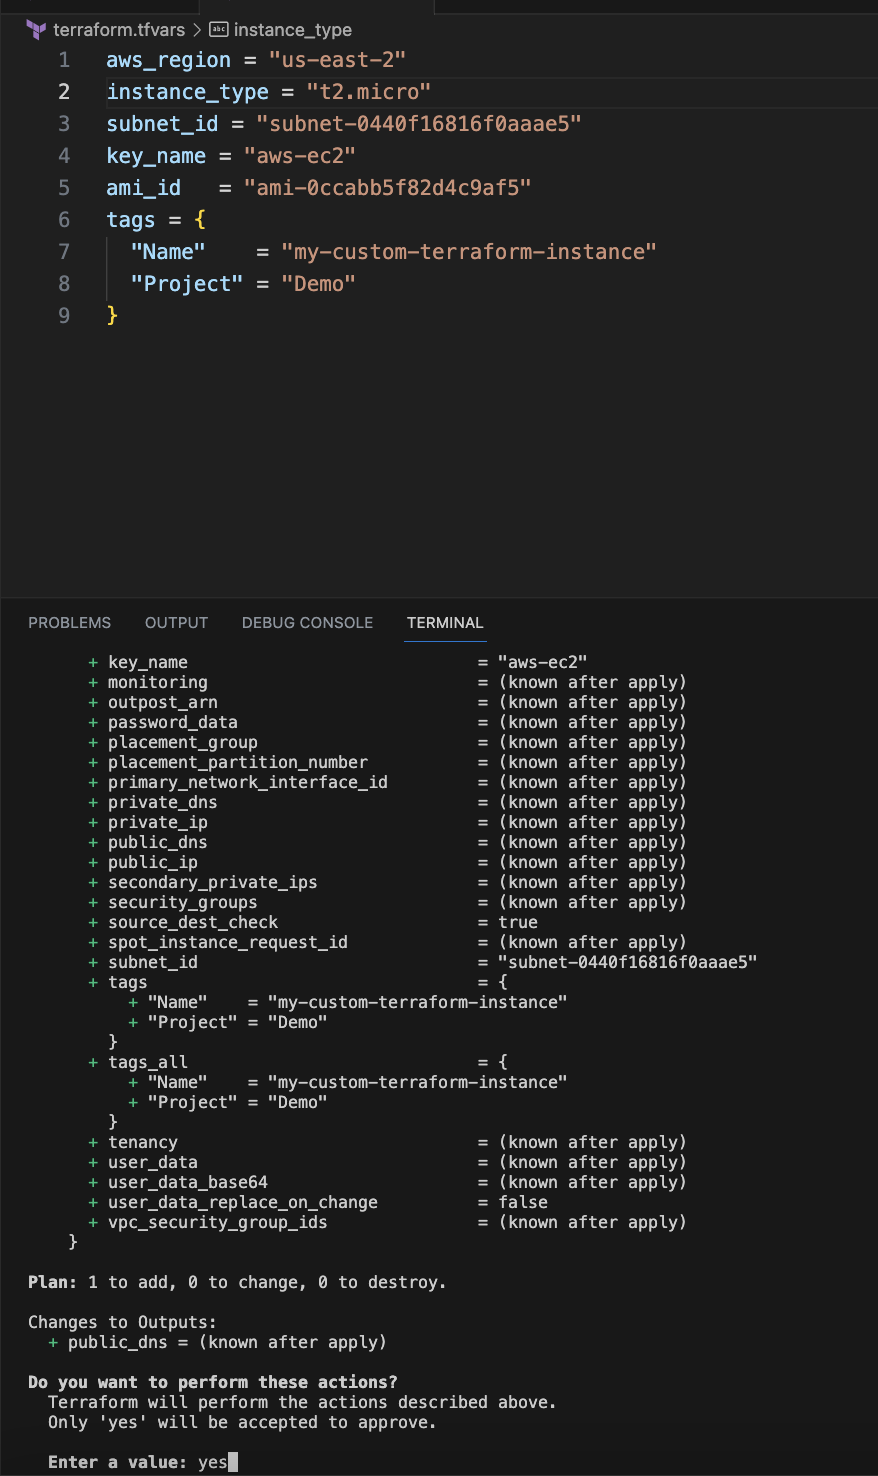 terraform.tfvars > abc instance_type
1 aws_region = "us-east-2"
2 instance_type = "t2.micro"
3 subnet_id = "subnet-0440f16816f0aaae5"
4 key_name = "aws-ec2"
5 ami_id   = "ami-0ccabb5f82d4c9af5"
6 tags = {
7   "Name"    = "my-custom-terraform-instance"
8   "Project" = "Demo"
9 }
PROBLEMS OUTPUT DEBUG CONSOLE TERMINAL
+ key_name                             = "aws-ec2"
+ monitoring                           = (known after apply)
+ outpost_arn                          = (known after apply)
+ password_data                        = (known after apply)
+ placement_group                      = (known after apply)
+ placement_partition_number           = (known after apply)
+ primary_network_interface_id         = (known after apply)
+ private_dns                          = (known after apply)
+ private_ip                           = (known after apply)
+ public_dns                           = (known after apply)
+ public_ip                            = (known after apply)
+ secondary_private_ips                = (known after apply)
+ security_groups                      = (known after apply)
+ source_dest_check                    = true
+ spot_instance_request_id             = (known after apply)
+ subnet_id                            = "subnet-0440f16816f0aaae5"
+ tags                                 = {
+ "Name"    = "my-custom-terraform-instance"
+ "Project" = "Demo"
}
+ tags_all                             = {
+ "Name"    = "my-custom-terraform-instance"
+ "Project" = "Demo"
}
+ tenancy                              = (known after apply)
+ user_data                            = (known after apply)
+ user_data_base64                     = (known after apply)
+ user_data_replace_on_change          = false
+ vpc_security_group_ids               = (known after apply)
}
Plan: 1 to add, 0 to change, 0 to destroy.
Changes to Outputs:
+ public_dns = (known after apply)
Do you want to perform these actions?
Terraform will perform the actions described above.
Only 'yes' will be accepted to approve.
Enter a value: yes